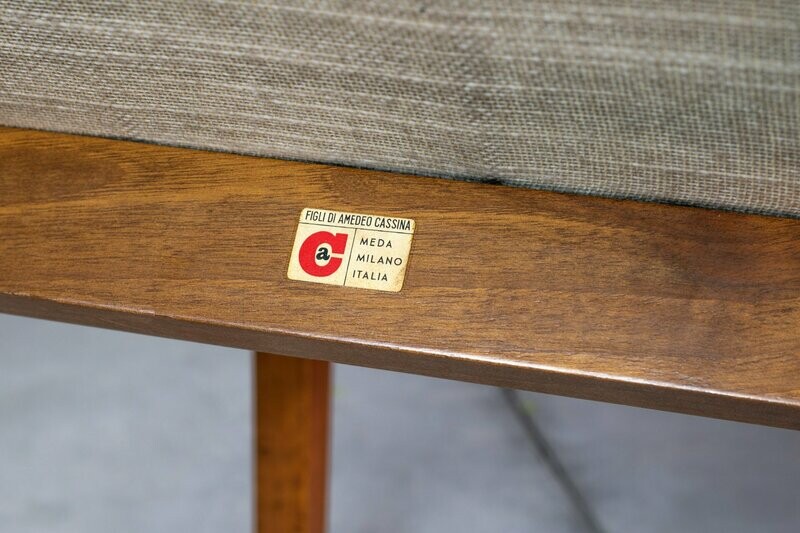 FIGLI DI AMEDEO CASSINA
Ca
MEDA
MILANO
ITALIA